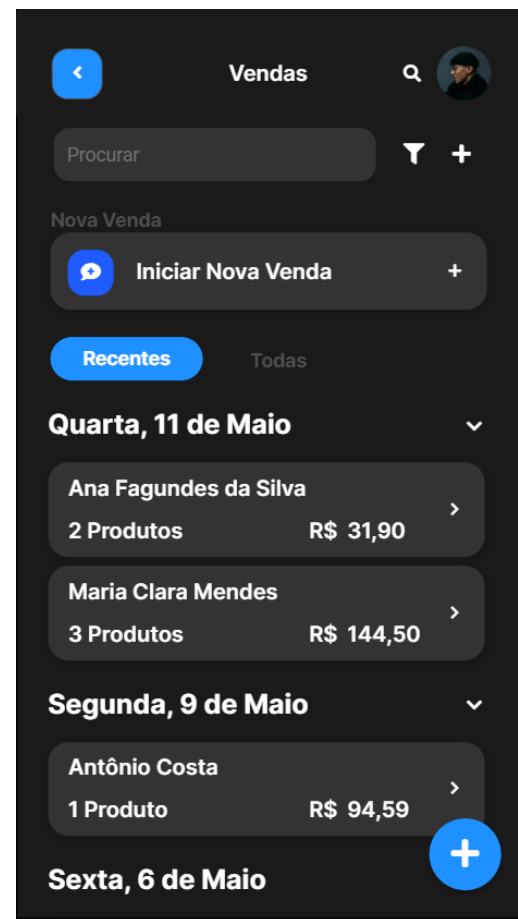 Vendas
Procurar
Nova Venda
Iniciar Nova Venda
Recentes
Todas
Quarta, 11 de Maio
Ana Fagundes da Silva
2 Produtos R$ 31,90
Maria Clara Mendes
3 Produtos R$ 144,50
Segunda, 9 de Maio
Antônio Costa
1 Produto R$ 94,59
Sexta, 6 de Maio